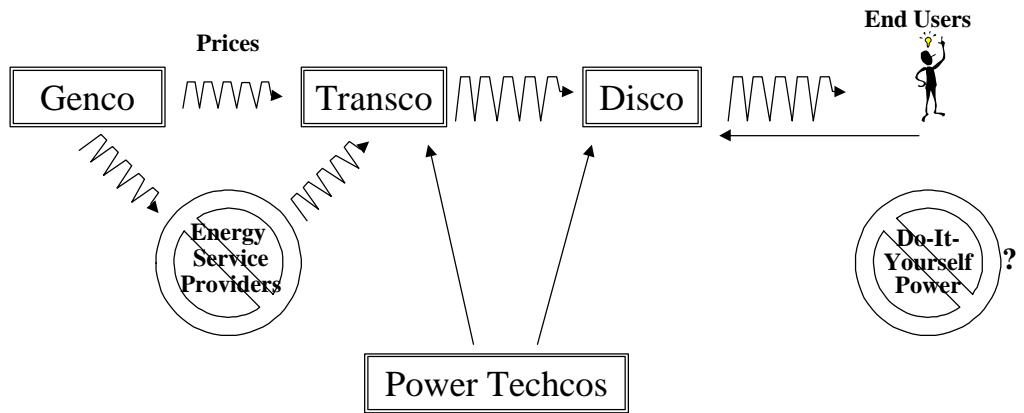 End Users
Prices
Genco
Transco
Disco
Energy
Service
Providers
Do-It-
Yourself
Power
?
Power Techcos